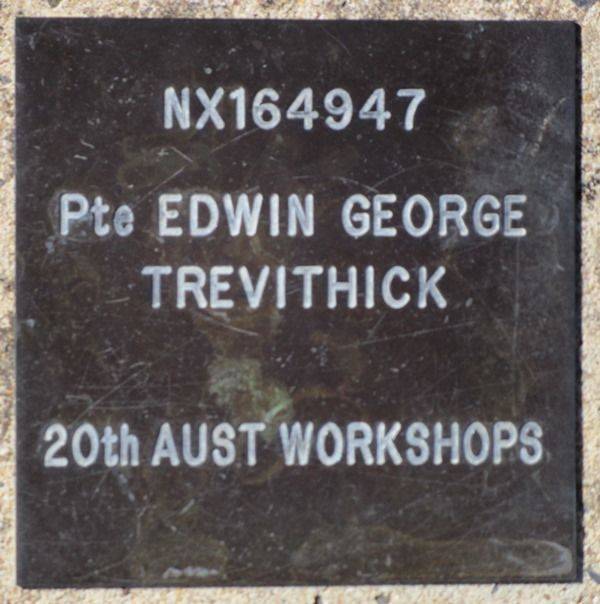 NX164947
Pte EDWIN GEORGE
TREVITHICK
20th AUST WORKSHOPS